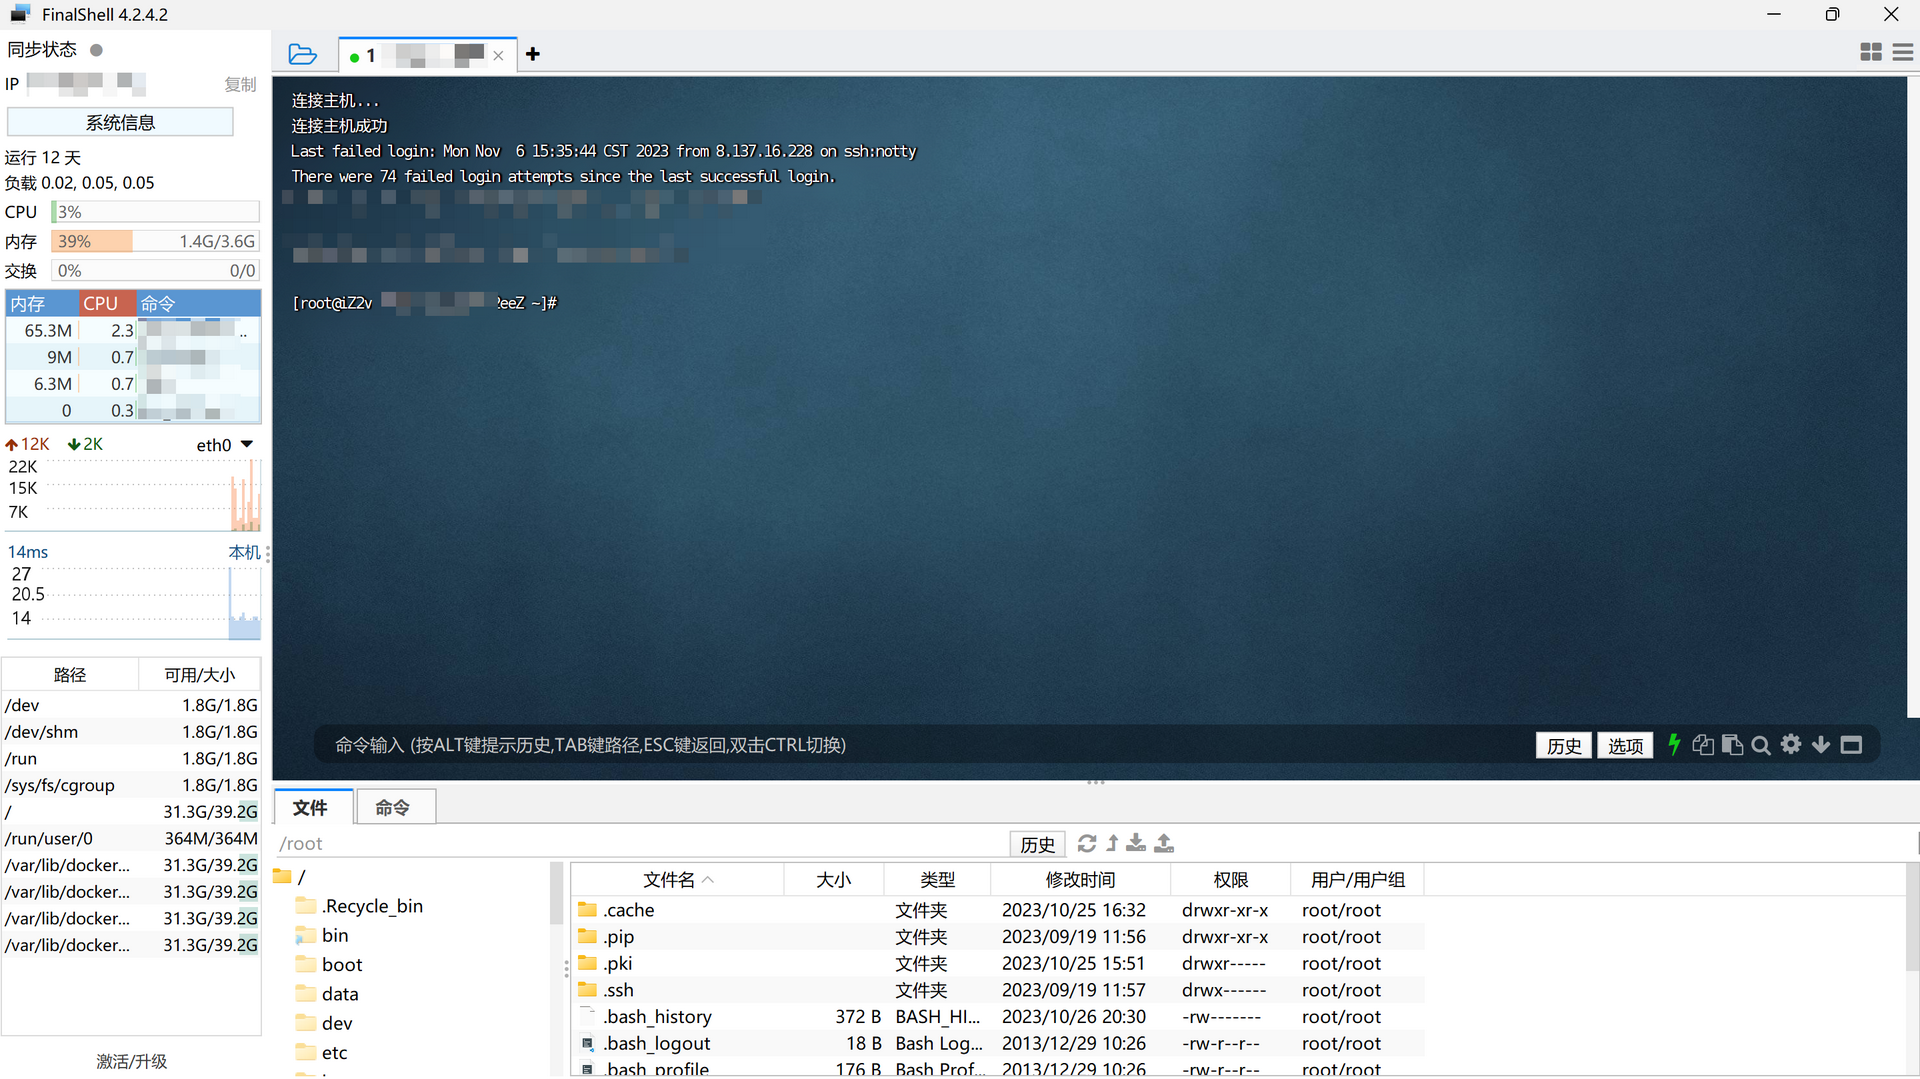 FinalShell 4.2.4.2
同步状态
IP
复制
系统信息
运行 12 天
负载 0.02, 0.05, 0.05
CPU 3%
内存 39% 1.4G/3.6G
交换 0% 0/0
内存 CPU 命令
65.3M 2.3 ..
9M 0.7
6.3M 0.7
0 0.3
12K 2K eth0
22K
15K
7K
14ms 本机
27
20.5
14
路径 可用/大小
/dev 1.8G/1.8G
/dev/shm 1.8G/1.8G
/run 1.8G/1.8G
/sys/fs/cgroup 1.8G/1.8G
/ 31.3G/39.2G
/run/user/0 364M/364M
/var/lib/docker... 31.3G/39.2G
/var/lib/docker... 31.3G/39.2G
/var/lib/docker... 31.3G/39.2G
/var/lib/docker... 31.3G/39.2G
激活/升级
1
连接主机...
连接主机成功
Last failed login: Mon Nov  6 15:35:44 CST 2023 from 8.137.16.228 on ssh:notty
There were 74 failed login attempts since the last successful login.
[root@iZ2v eeZ ~]#
命令输入 (按ALT键提示历史,TAB键路径,ESC键返回,双击CTRL切换)
历史 选项
文件 命令
/root 历史
/
.Recycle_bin
bin
boot
data
dev
etc
文件名 大小 类型 修改时间 权限 用户/用户组
.cache 文件夹 2023/10/25 16:32 drwxr-xr-x root/root
.pip 文件夹 2023/09/19 11:56 drwxr-xr-x root/root
.pki 文件夹 2023/10/25 15:51 drwxr----- root/root
.ssh 文件夹 2023/09/19 11:57 drwx------ root/root
.bash_history 372 B BASH_HI... 2023/10/26 20:30 -rw------- root/root
.bash_logout 18 B Bash Log... 2013/12/29 10:26 -rw-r--r-- root/root
.bash_profile 176 B Bash Prof... 2013/12/29 10:26 -rw-r--r-- root/root